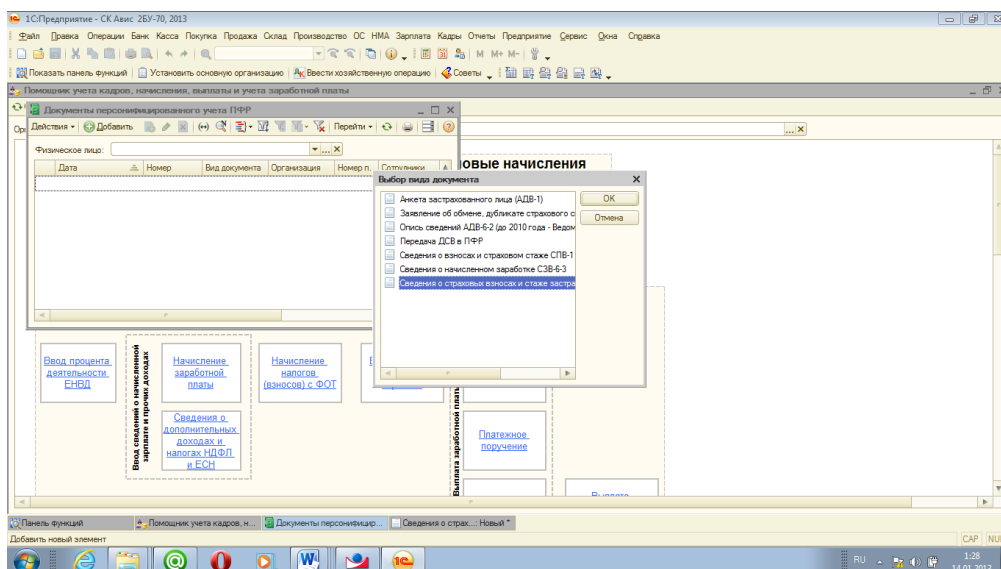 1С:Предприятие - СК Авис 2БУ-70, 2013
Файл Правка Операции Банк Касса Покупка Продажа Склад Производство ОС НМА Зарплата Кадры Отчеты Предприятие Сервис Окна Справка
M M+ M-
Показать панель функций Установить основную организацию Ввести хозяйственную операцию Советы
Помощник учета кадров, начисления, выплаты и учета заработной платы
Документы персонифицированного учета ПФР
Действия Добавить Перейти
Физическое лицо:
Дата Номер Вид документа Организация Номер п. Сотрудники
овые начисления
Выбор вида документа
Анкета застрахованного лица (АДВ-1)
Заявление об обмене, дубликате страхового с
Опись сведений АДВ-6-2 (до 2010 года - Ведом
Передача ДСВ в ПФР
Сведения о взносах и страховом стаже СПВ-1
Сведения о начисленном заработке СЗВ-6-3
Сведения о страховых взносах и стаже застра
OK
Отмена
Ввод процента
деятельности
ЕНВД
Ввод сведений о начисленной
зарплате и прочих доходах
Начисление
заработной
платы
Начисление
налогов
(взносов) с ФОТ
Сведения о
дополнительных
доходах и
налогах НДФЛ
и ЕСН
Выплата заработной платы
Платежное
поручение
Панель функций Помощник учета кадров, н... Документы персонифицир... Сведения о страх...: Новый *
Добавить новый элемент
CAP
RU
1:28
14.01.2013